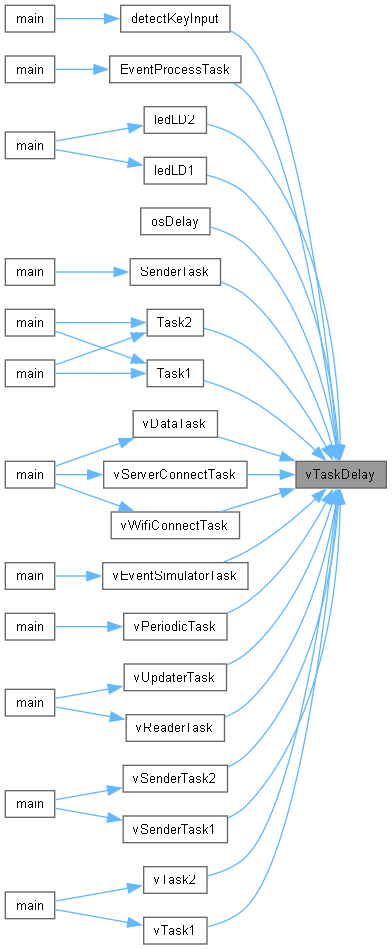 main
detectKeyInput
main
EventProcessTask
ledLD2
main
ledLD1
osDelay
main
SenderTask
main
Task2
main
Task1
vDataTask
main
vServerConnectTask
vTaskDelay
vWifiConnectTask
main
vEventSimulatorTask
main
vPeriodicTask
vUpdaterTask
main
vReaderTask
vSenderTask2
main
vSenderTask1
vTask2
main
vTask1